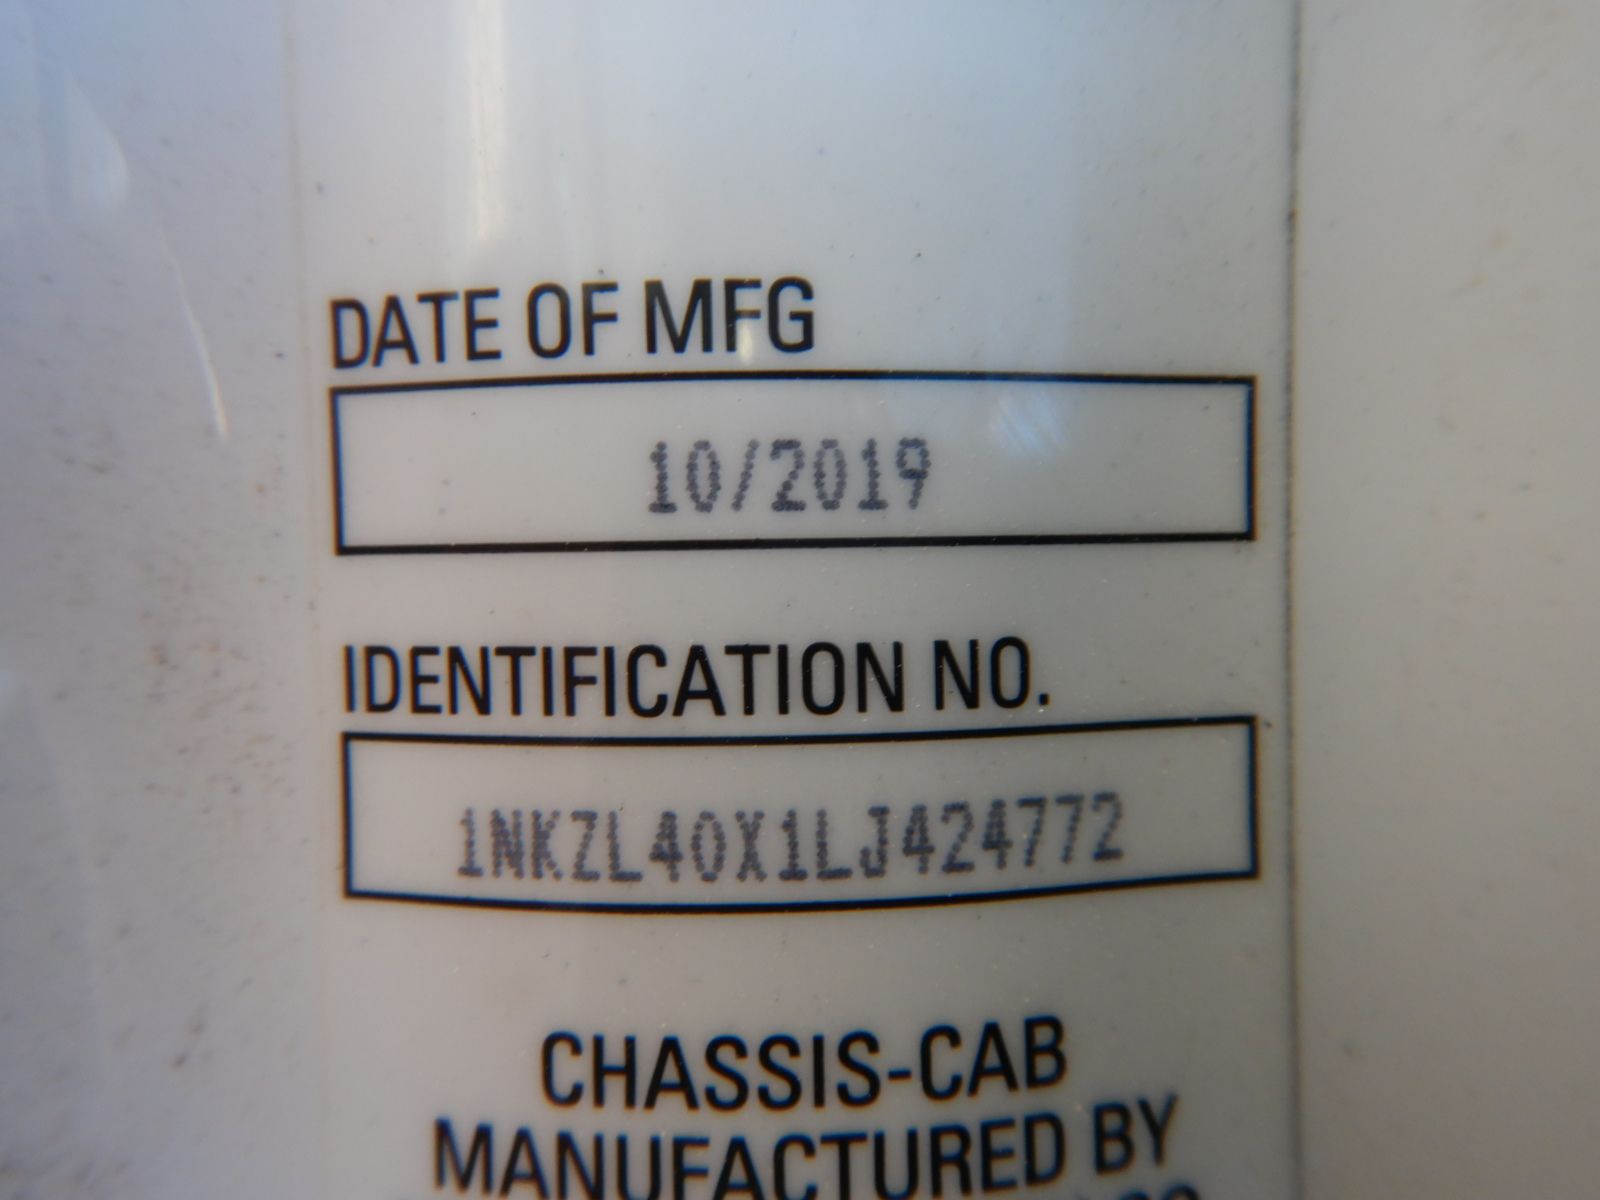 DATE OF MFG
10/2019
IDENTIFICATION NO.
1NKZL40X1LJ424772
CHASSIS-CAB
MANUFACTURED BY